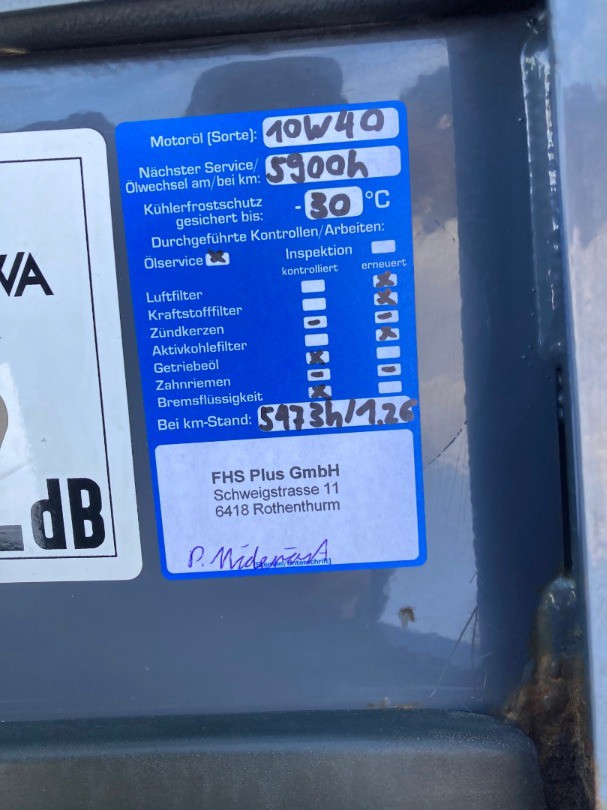 Motoröl (Sorte): 10W40
Nächster Service/
Ölwechsel am/bei km: 5900h
Kühlerfrostschutz
gesichert bis: -30 °C
Durchgeführte Kontrollen/Arbeiten:
Ölservice x Inspektion
kontrolliert erneuert
Luftfilter x
Kraftstofffilter x
Zündkerzen - -
Aktivkohlefilter x
Getriebeöl x
Zahnriemen - -
Bremsflüssigkeit x
Bei km-Stand: 5173h/1.26
FHS Plus GmbH
Schweigstrasse 11
6418 Rothenthurm
P.
WA
dB